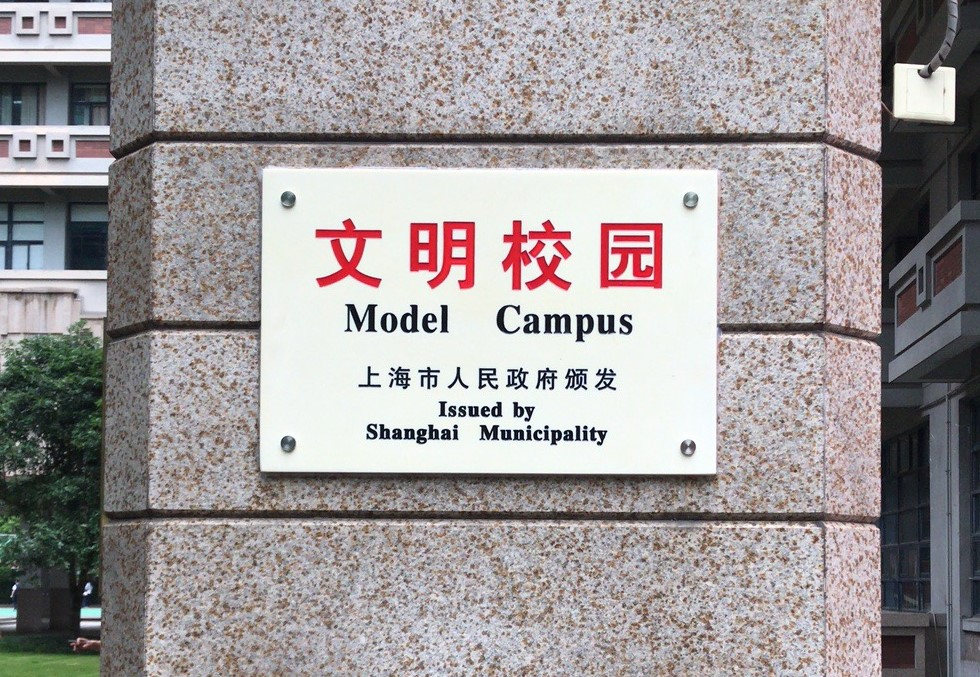 文明校园
Model Campus
上海市人民政府颁发
Issued by
Shanghai Municipality